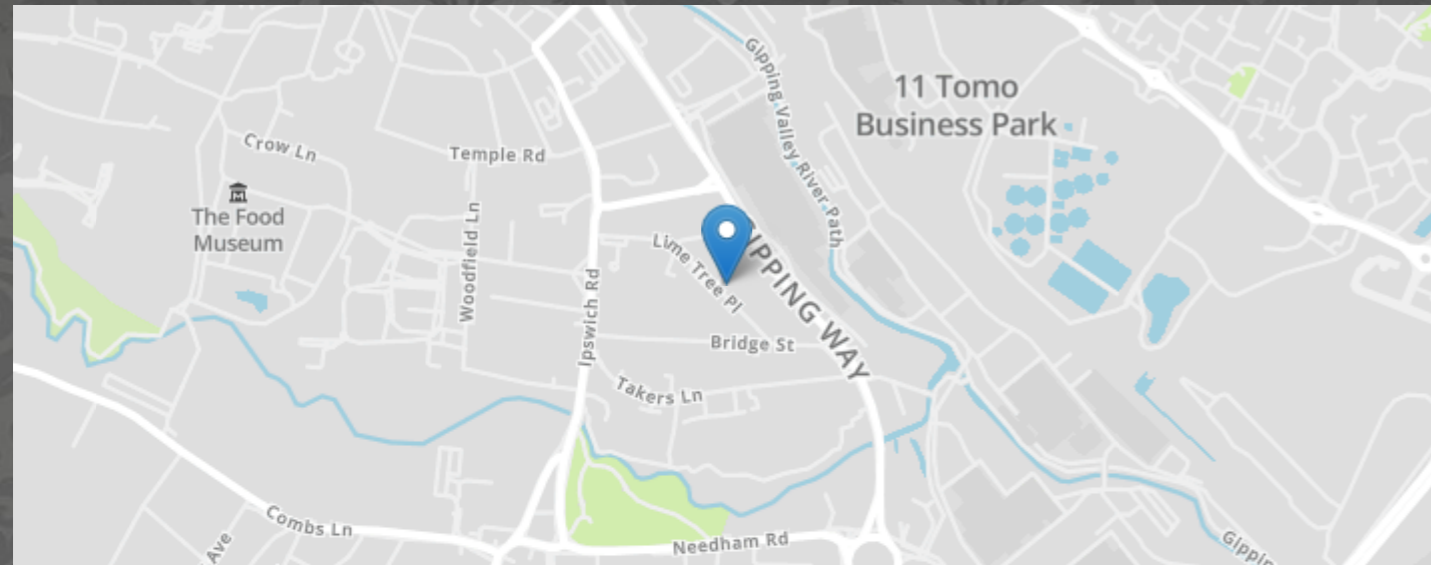 Gipping Valley River Path
11 Tomo
Business Park
Crow Ln
Temple Rd
The Food
Museum
Woodfield Ln
Lime Tree Pl
IPPING WAY
Ipswich Rd
Bridge St
Takers Ln
Combs Ln
Ave
Needham Rd
Gippin